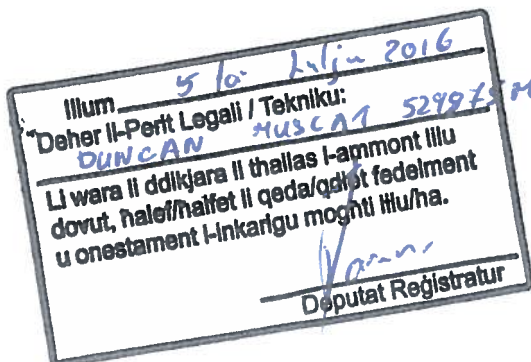 Illum 5 ta' Lulju 2016
Deher il-Perit Legali / Tekniku:
DUNCAN MUSCAT 529975M
Li wara li ddikjara li tħallas l-ammont lilu
dovut, ħalef/ħalfet li qeda/qdiet fedelment
u onestament l-inkarigu mogħti lilu/ha.
Deputat Reġistratur